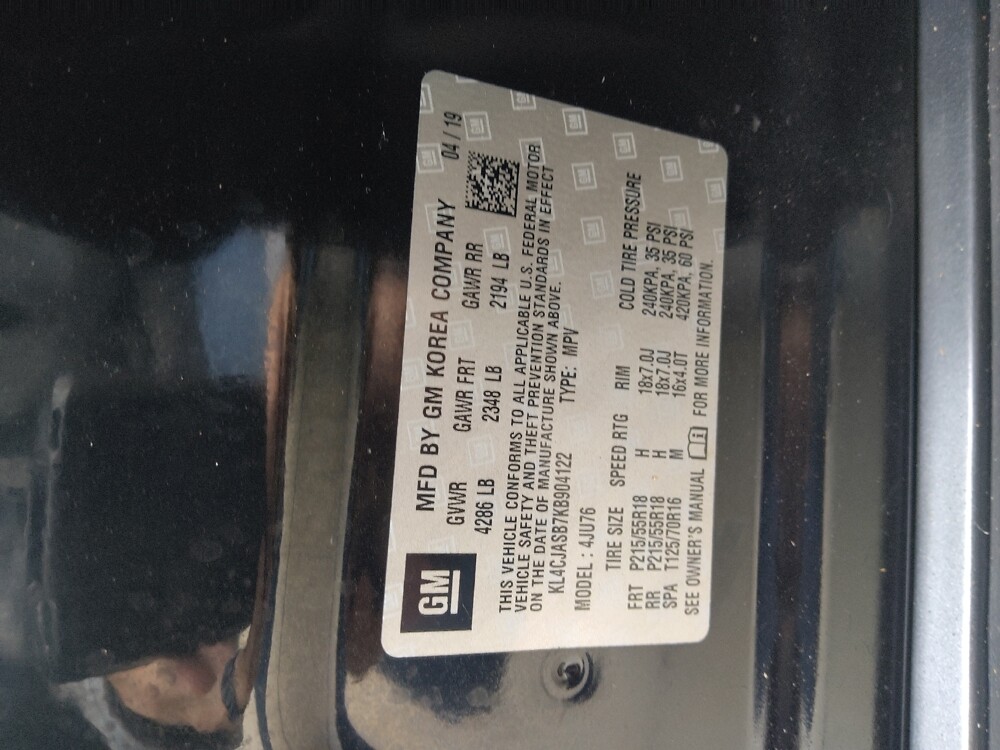 GM
MFD BY GM KOREA COMPANY 04/19
GVWR GAWR FRT GAWR RR
4286 LB 2348 LB 2194 LB
THIS VEHICLE CONFORMS TO ALL APPLICABLE U.S. FEDERAL MOTOR
VEHICLE SAFETY AND THEFT PREVENTION STANDARDS IN EFFECT
ON THE DATE OF MANUFACTURE SHOWN ABOVE.
KL4CJASB7KB904122 TYPE: MPV
MODEL : 4JU76
TIRE SIZE SPEED RTG RIM COLD TIRE PRESSURE
FRT P215/55R18 H 18x7.0J 240KPA, 35 PSI
RR P215/55R18 H 18x7.0J 240KPA, 35 PSI
SPA T125/70R16 M 16x4.0T 420KPA, 60 PSI
SEE OWNER'S MANUAL FOR MORE INFORMATION.